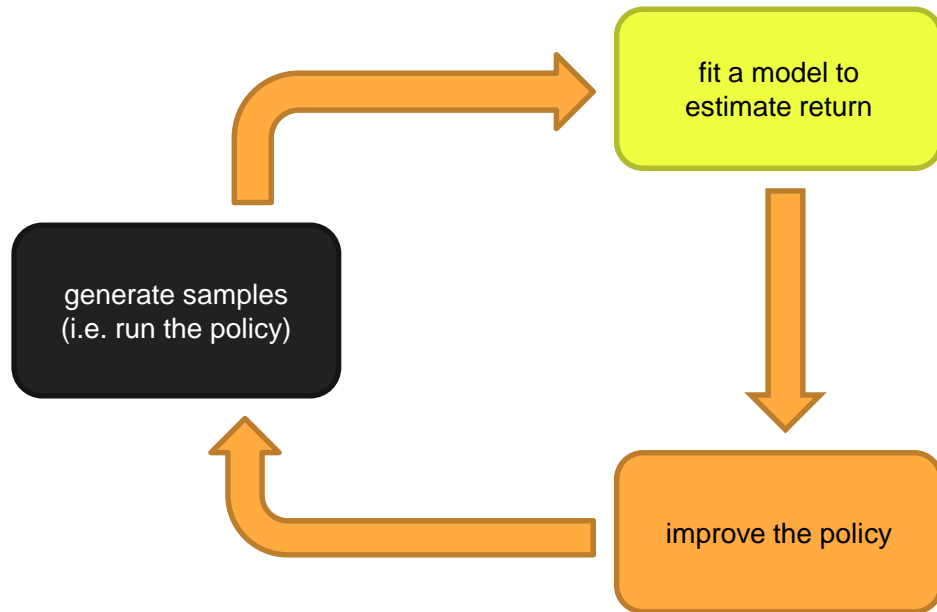 fit a model to
estimate return
generate samples
(i.e. run the policy)
improve the policy